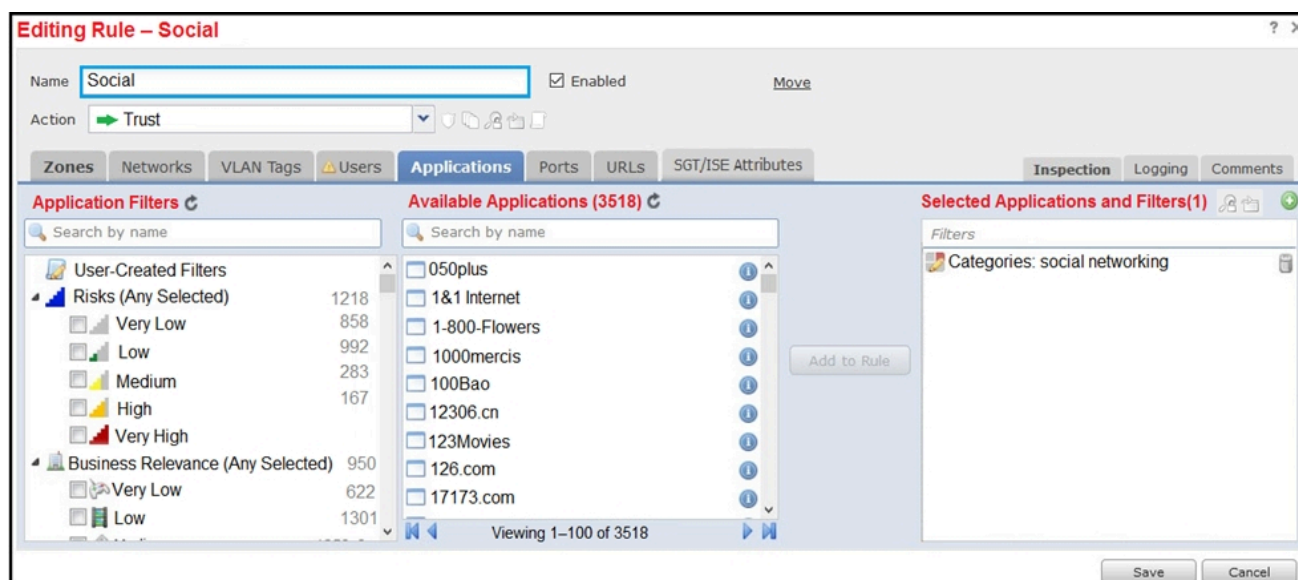 Editing Rule – Social
? X
Name Social Enabled Move
Action Trust
Zones Networks VLAN Tags Users Applications Ports URLs SGT/ISE Attributes Inspection Logging Comments
Application Filters Available Applications (3518) Selected Applications and Filters(1)
Search by name Search by name Filters
User-Created Filters 050plus Categories: social networking
Risks (Any Selected) 1218 1&1 Internet
Very Low 858 1-800-Flowers
Low 992 1000mercis Add to Rule
Medium 283 100Bao
High 167 12306.cn
Very High 123Movies
Business Relevance (Any Selected) 950 126.com
Very Low 622 17173.com
Low 1301
Viewing 1–100 of 3518
Save Cancel